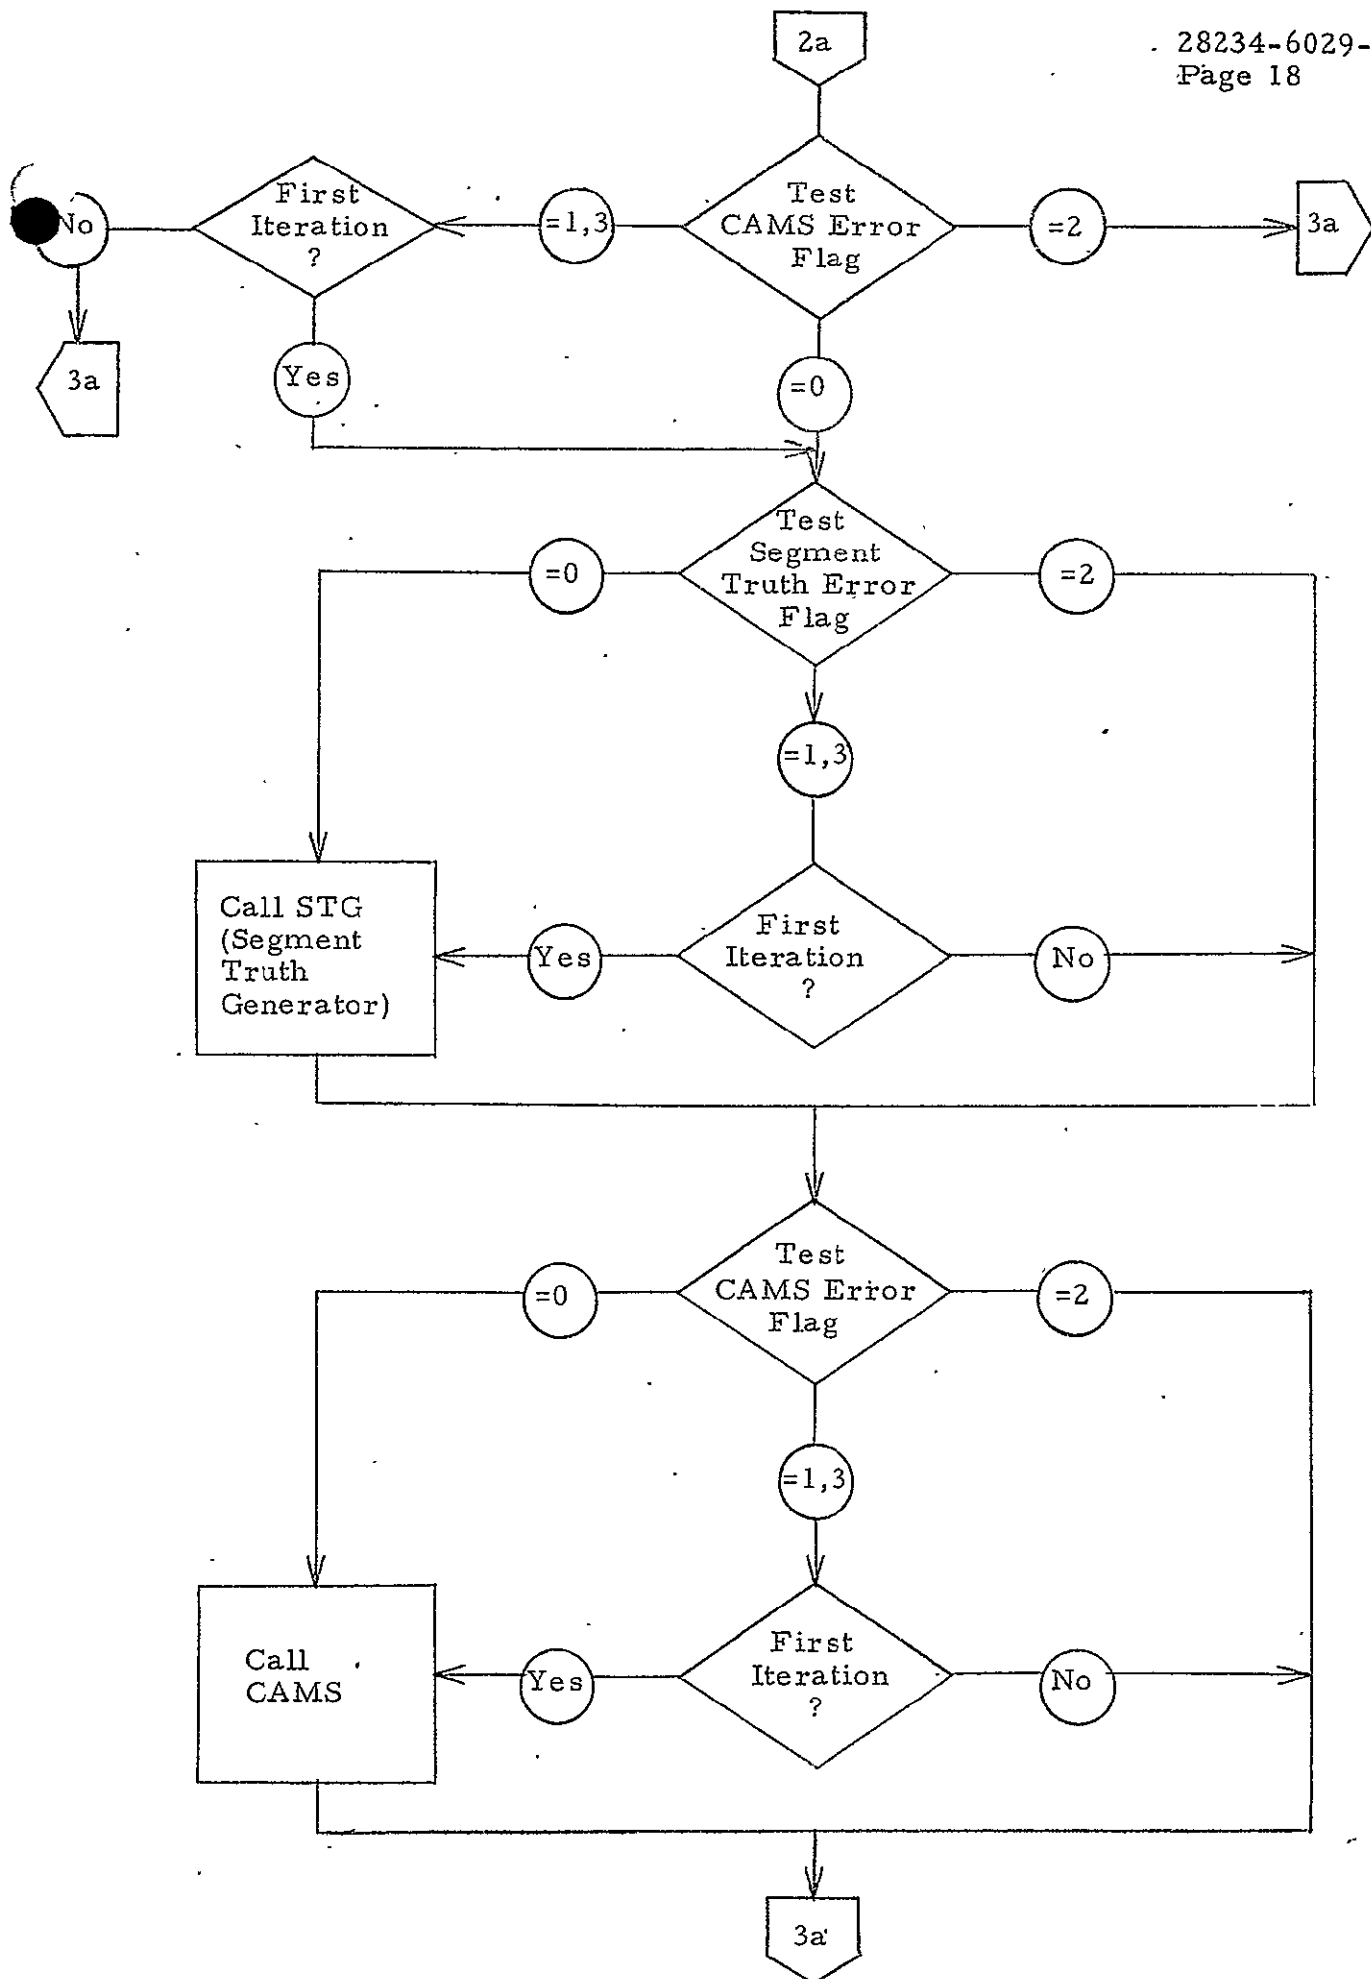 2a
28234-6029-
Page 18
No
First
Iteration
?
=1,3
Test
CAMS Error
Flag
=2
3a
3a
Yes
=0
=0
Test
Segment
Truth Error
Flag
=2
=1,3
Call STG
(Segment
Truth
Generator)
Yes
First
Iteration
?
No
=0
Test
CAMS Error
Flag
=2
=1,3
Call
CAMS
Yes
First
Iteration
?
No
3a